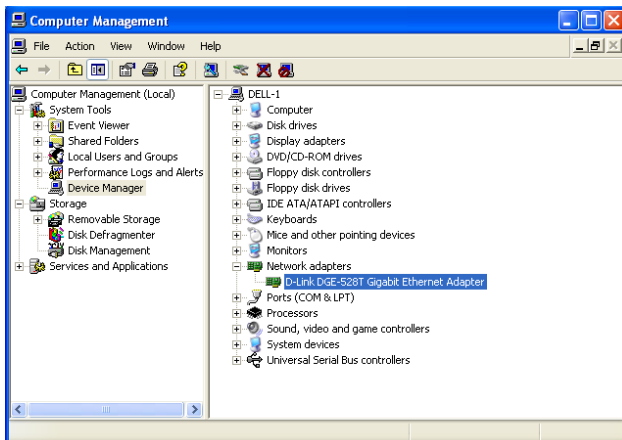 Computer Management
File Action View Window Help
Computer Management (Local)
System Tools
Event Viewer
Shared Folders
Local Users and Groups
Performance Logs and Alerts
Device Manager
Storage
Removable Storage
Disk Defragmenter
Disk Management
Services and Applications
DELL-1
Computer
Disk drives
Display adapters
DVD/CD-ROM drives
Floppy disk controllers
Floppy disk drives
IDE ATA/ATAPI controllers
Keyboards
Mice and other pointing devices
Monitors
Network adapters
D-Link DGE-528T Gigabit Ethernet Adapter
Ports (COM & LPT)
Processors
Sound, video and game controllers
System devices
Universal Serial Bus controllers